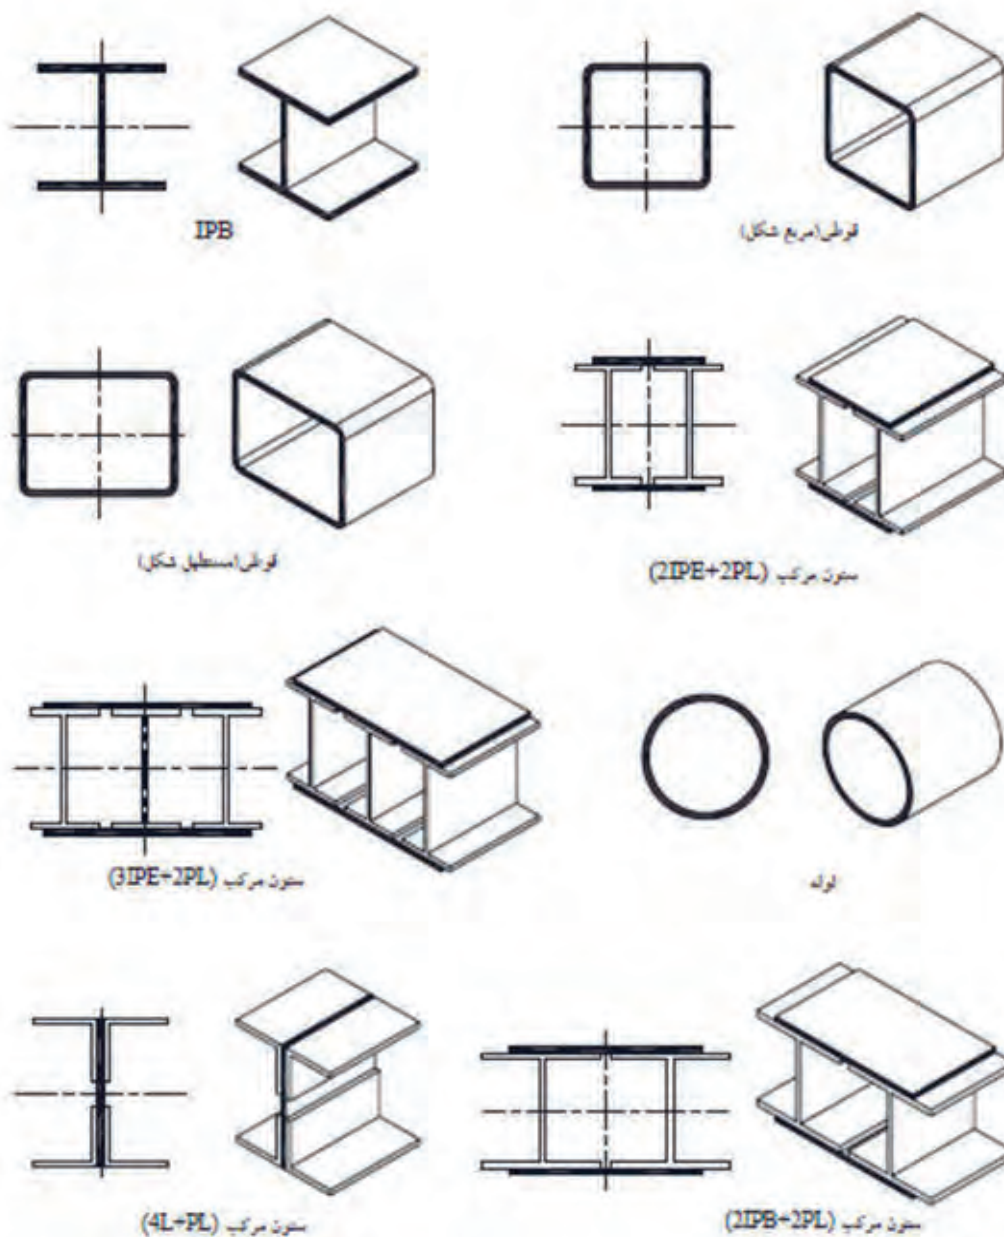 IPB
قوطی(مربع شکل)
قوطی(مستطیل شکل)
ستون مرکب (2IPE+2PL)
ستون مرکب (3IPE+2PL)
لوله
ستون مرکب (4L+PL)
ستون مرکب (2IPB+2PL)